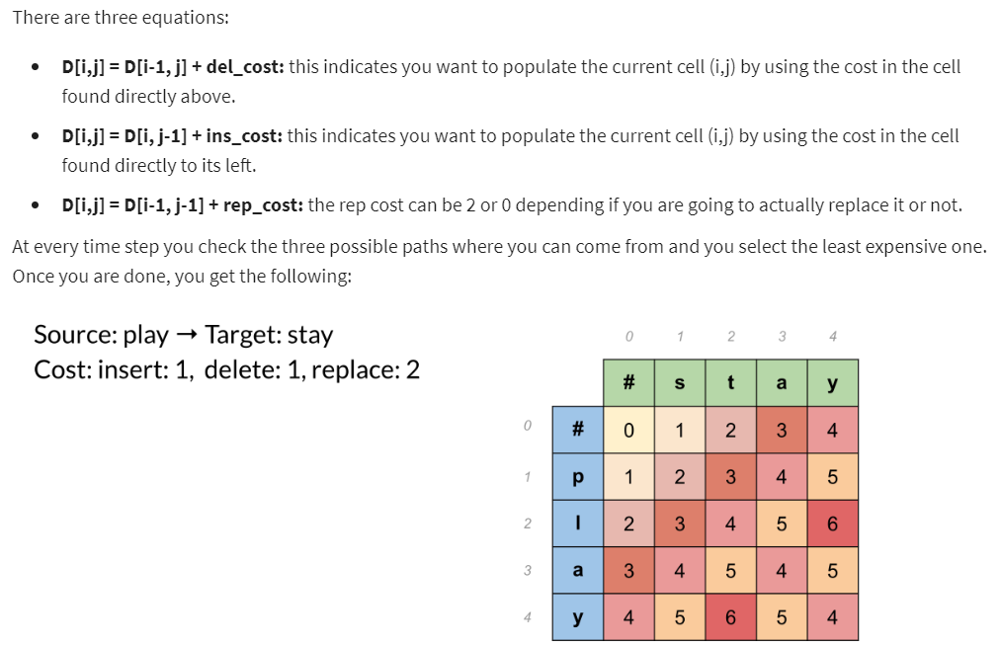 There are three equations:
D[i,j] = D[i-1, j] + del_cost: this indicates you want to populate the current cell (i,j) by using the cost in the cell
found directly above.
D[i,j] = D[i, j-1] + ins_cost: this indicates you want to populate the current cell (i,j) by using the cost in the cell
found directly to its left.
D[i,j] = D[i-1, j-1] + rep_cost: the rep cost can be 2 or 0 depending if you are going to actually replace it or not.
At every time step you check the three possible paths where you can come from and you select the least expensive one.
Once you are done, you get the following:
Source: play → Target: stay
Cost: insert: 1, delete: 1, replace: 2
0 1 2 3 4
# s t a y
0 # 0 1 2 3 4
1 p 1 2 3 4 5
2 l 2 3 4 5 6
3 a 3 4 5 4 5
4 y 4 5 6 5 4